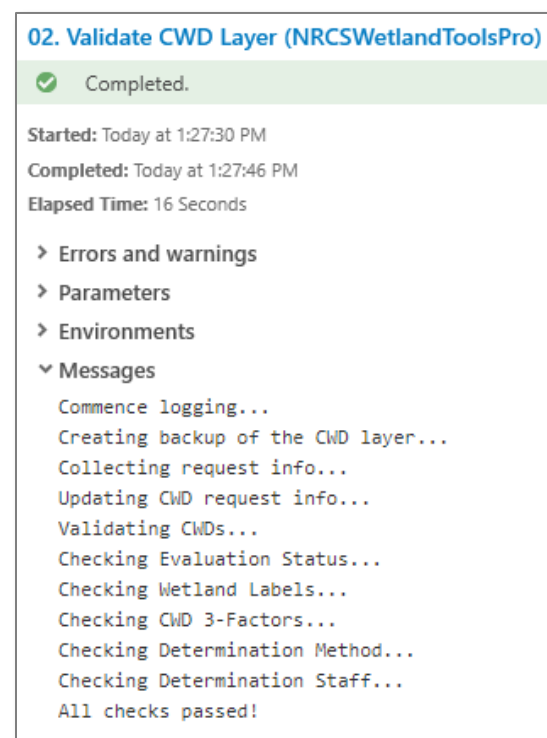 02. Validate CWD Layer (NRCSWetlandToolsPro)
Completed.
Started: Today at 1:27:30 PM
Completed: Today at 1:27:46 PM
Elapsed Time: 16 Seconds
Errors and warnings
Parameters
Environments
Messages
Commence logging...
Creating backup of the CWD layer...
Collecting request info...
Updating CWD request info...
Validating CWDs...
Checking Evaluation Status...
Checking Wetland Labels...
Checking CWD 3-Factors...
Checking Determination Method...
Checking Determination Staff...
All checks passed!